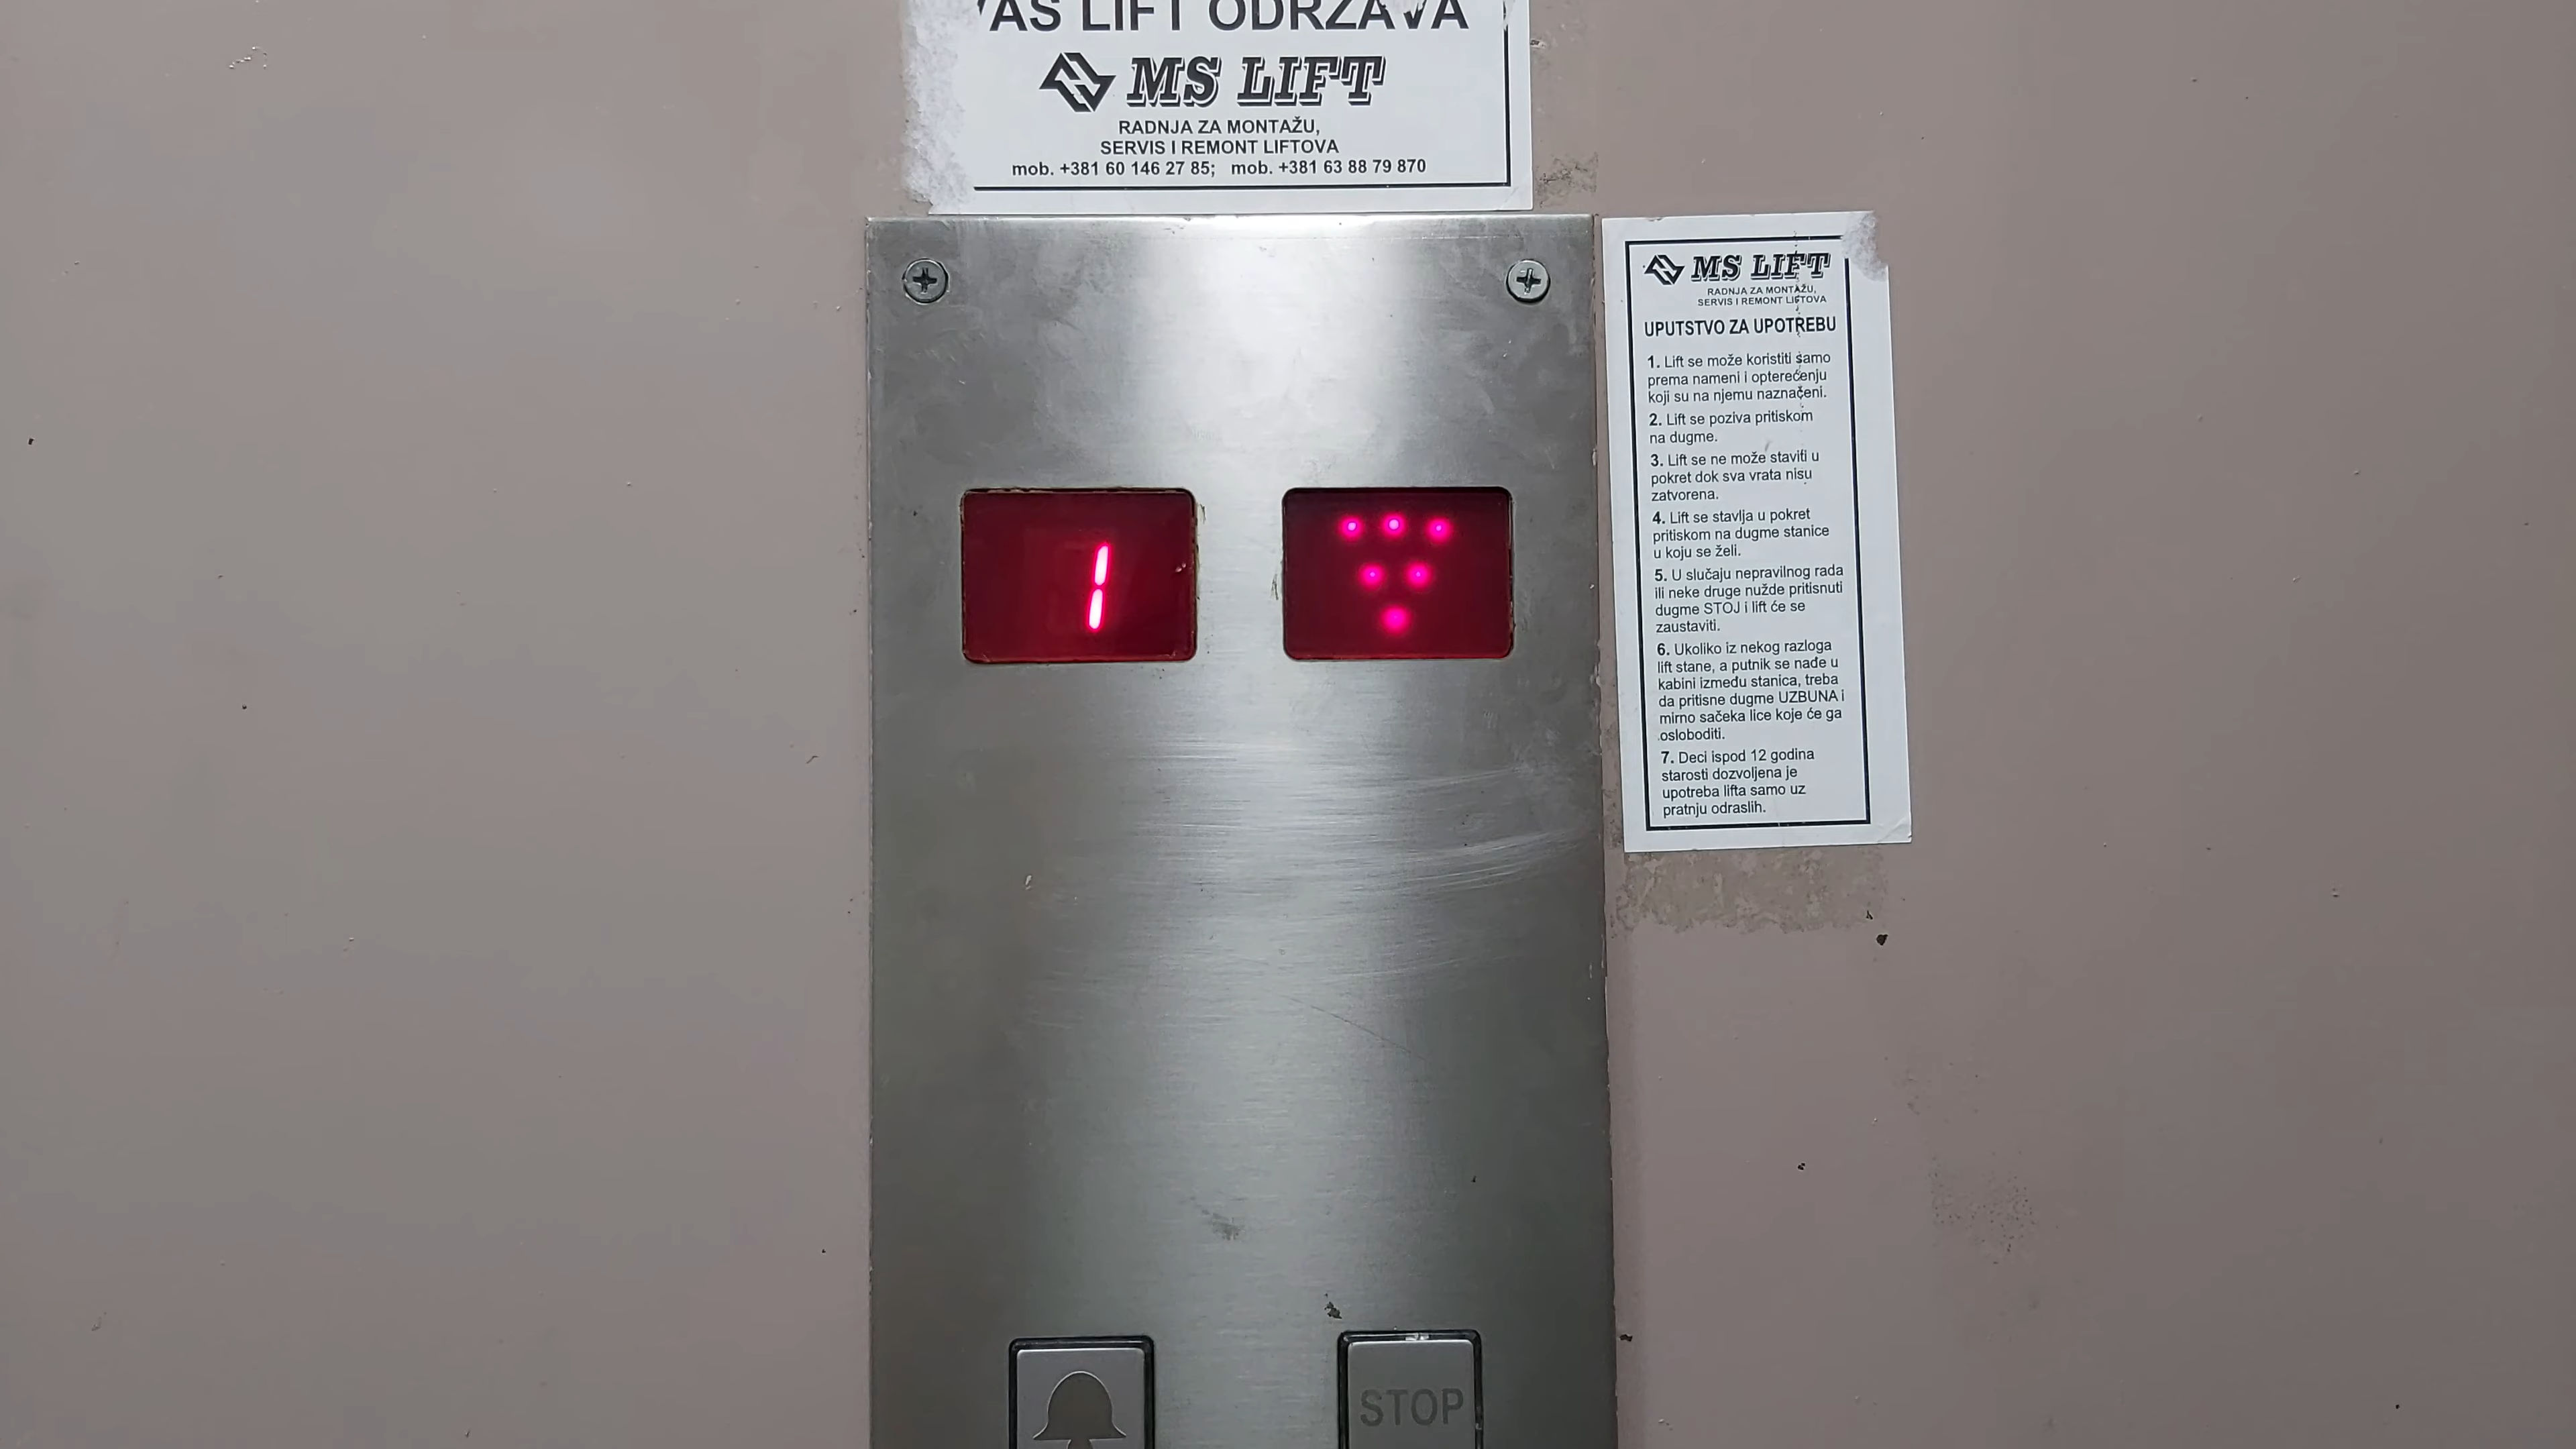 VAS LIFT ODRZAVA
MS LIFT
RADNJA ZA MONTAŽU,
SERVIS I REMONT LIFTOVA
mob. +381 60 146 27 85; mob. +381 63 88 79 870
MS LIFT
RADNJA ZA MONTAŽU,
SERVIS I REMONT LIFTOVA
UPUTSTVO ZA UPOTREBU
1. Lift se može koristiti samo
prema nameni i opterećenju
koji su na njemu naznačeni.
2. Lift se poziva pritiskom
na dugme.
3. Lift se ne može staviti u
pokret dok sva vrata nisu
zatvorena.
4. Lift se stavlja u pokret
pritiskom na dugme stanice
u koju se želi.
5. U slučaju nepravilnog rada
ili neke druge nužde pritisnuti
dugme STOJ i lift će se
zaustaviti.
6. Ukoliko iz nekog razloga
lift stane, a putnik se nađe u
kabini između stanica, treba
da pritisne dugme UZBUNA i
mirno sačeka lice koje će ga
osloboditi.
7. Deci ispod 12 godina
starosti dozvoljena je
upotreba lifta samo uz
pratnju odraslih.
1
STOP